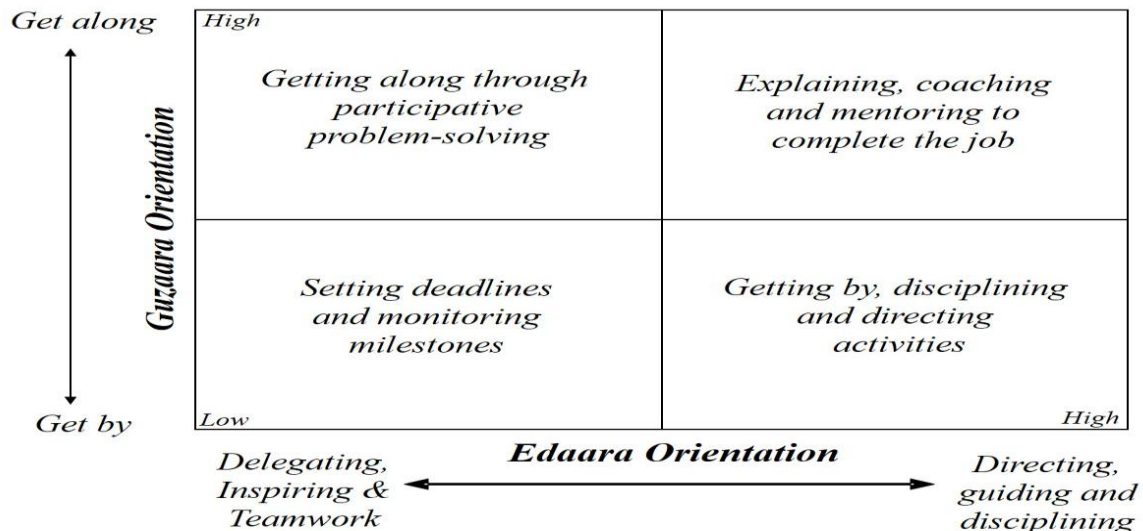 Get along
High
Getting along through
participative
problem-solving
Explaining, coaching
and mentoring to
complete the job
Guzaara Orientation
Setting deadlines
and monitoring
milestones
Getting by, disciplining
and directing
activities
Get by
Low
High
Edaara Orientation
Delegating,
Inspiring &
Teamwork
Directing,
guiding and
disciplining